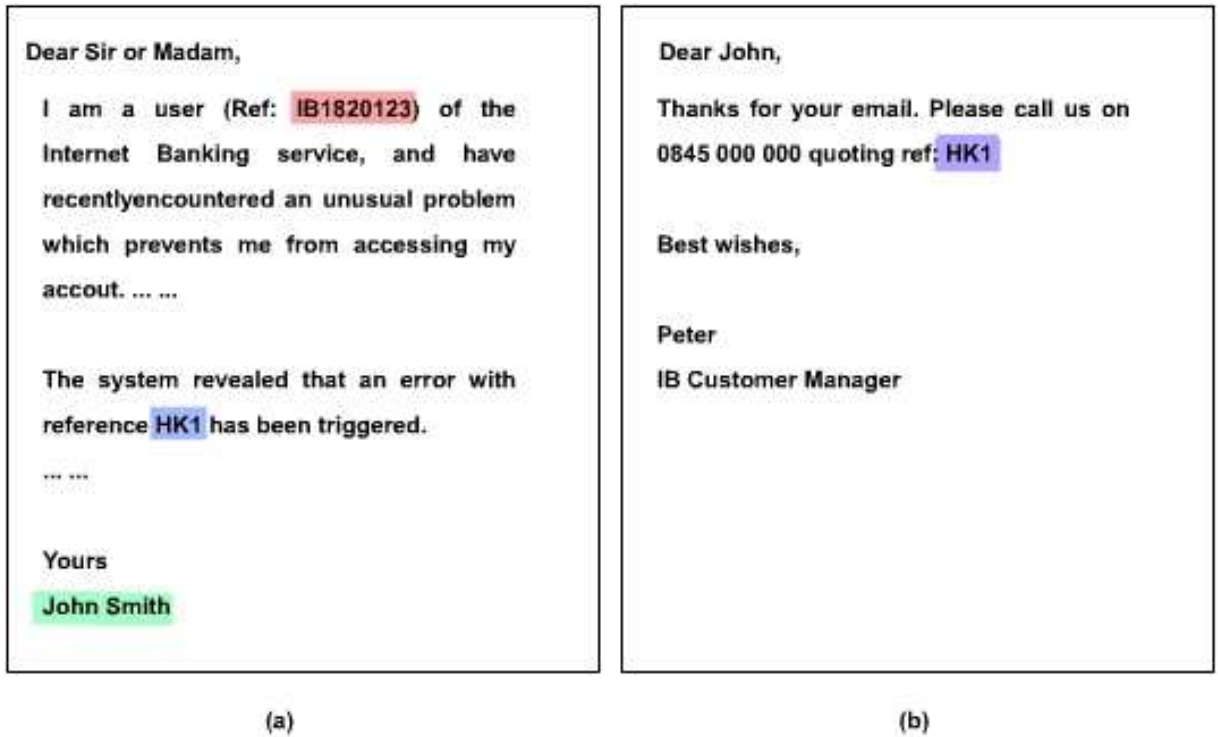 Dear Sir or Madam,
I am a user (Ref: IB1820123) of the
Internet Banking service, and have
recentlyencountered an unusual problem
which prevents me from accessing my
accout. ... ...
The system revealed that an error with
reference HK1 has been triggered.
... ...
Yours
John Smith
(a)
Dear John,
Thanks for your email. Please call us on
0845 000 000 quoting ref: HK1
Best wishes,
Peter
IB Customer Manager
(b)